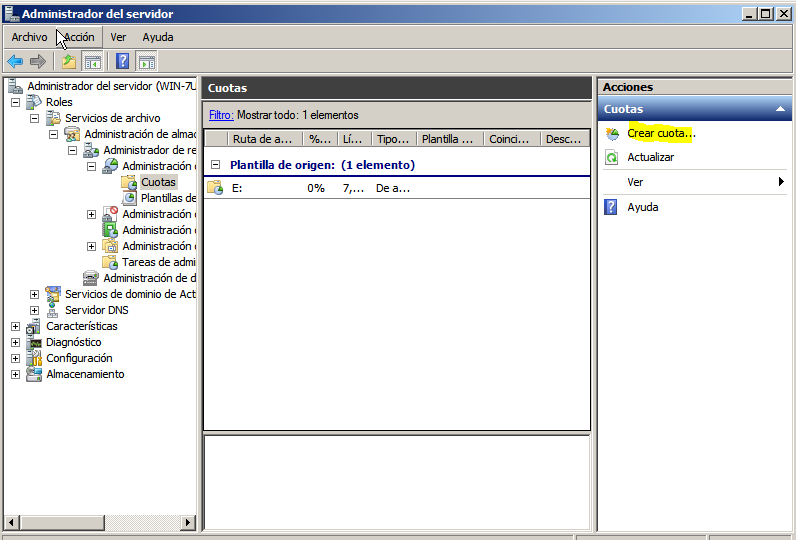 Administrador del servidor
Archivo Acción Ver Ayuda
Administrador del servidor (WIN-7U
Roles
Servicios de archivo
Administración de almac
Administrador de re
Administración
Cuotas
Plantillas de
Administración
Administración
Administración
Tareas de admi
Administración de d
Servicios de dominio de Act
Servidor DNS
Características
Diagnóstico
Configuración
Almacenamiento
Cuotas
Filtro: Mostrar todo: 1 elementos
Ruta de a... %... Lí... Tipo... Plantilla ... Coinci... Desc...
Plantilla de origen: (1 elemento)
E: 0% 7,... De a...
Acciones
Cuotas
Crear cuota...
Actualizar
Ver
Ayuda